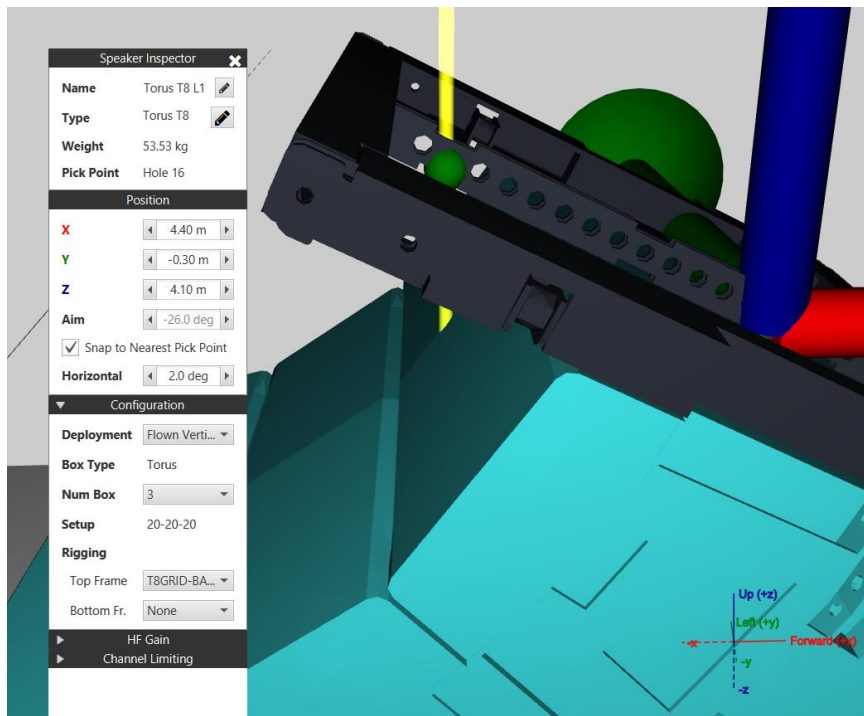 Speaker Inspector
Name Torus T8 L1
Type Torus T8
Weight 53.53 kg
Pick Point Hole 16
Position
X 4.40 m
Y -0.30 m
Z 4.10 m
Aim -26.0 deg
Snap to Nearest Pick Point
Horizontal 2.0 deg
Configuration
Deployment Flown Verti...
Box Type Torus
Num Box 3
Setup 20-20-20
Rigging
Top Frame T8GRID-BA...
Bottom Fr. None
HF Gain
Channel Limiting
Up (+z)
Left (+y)
-x Forward (+x)
-y
-z